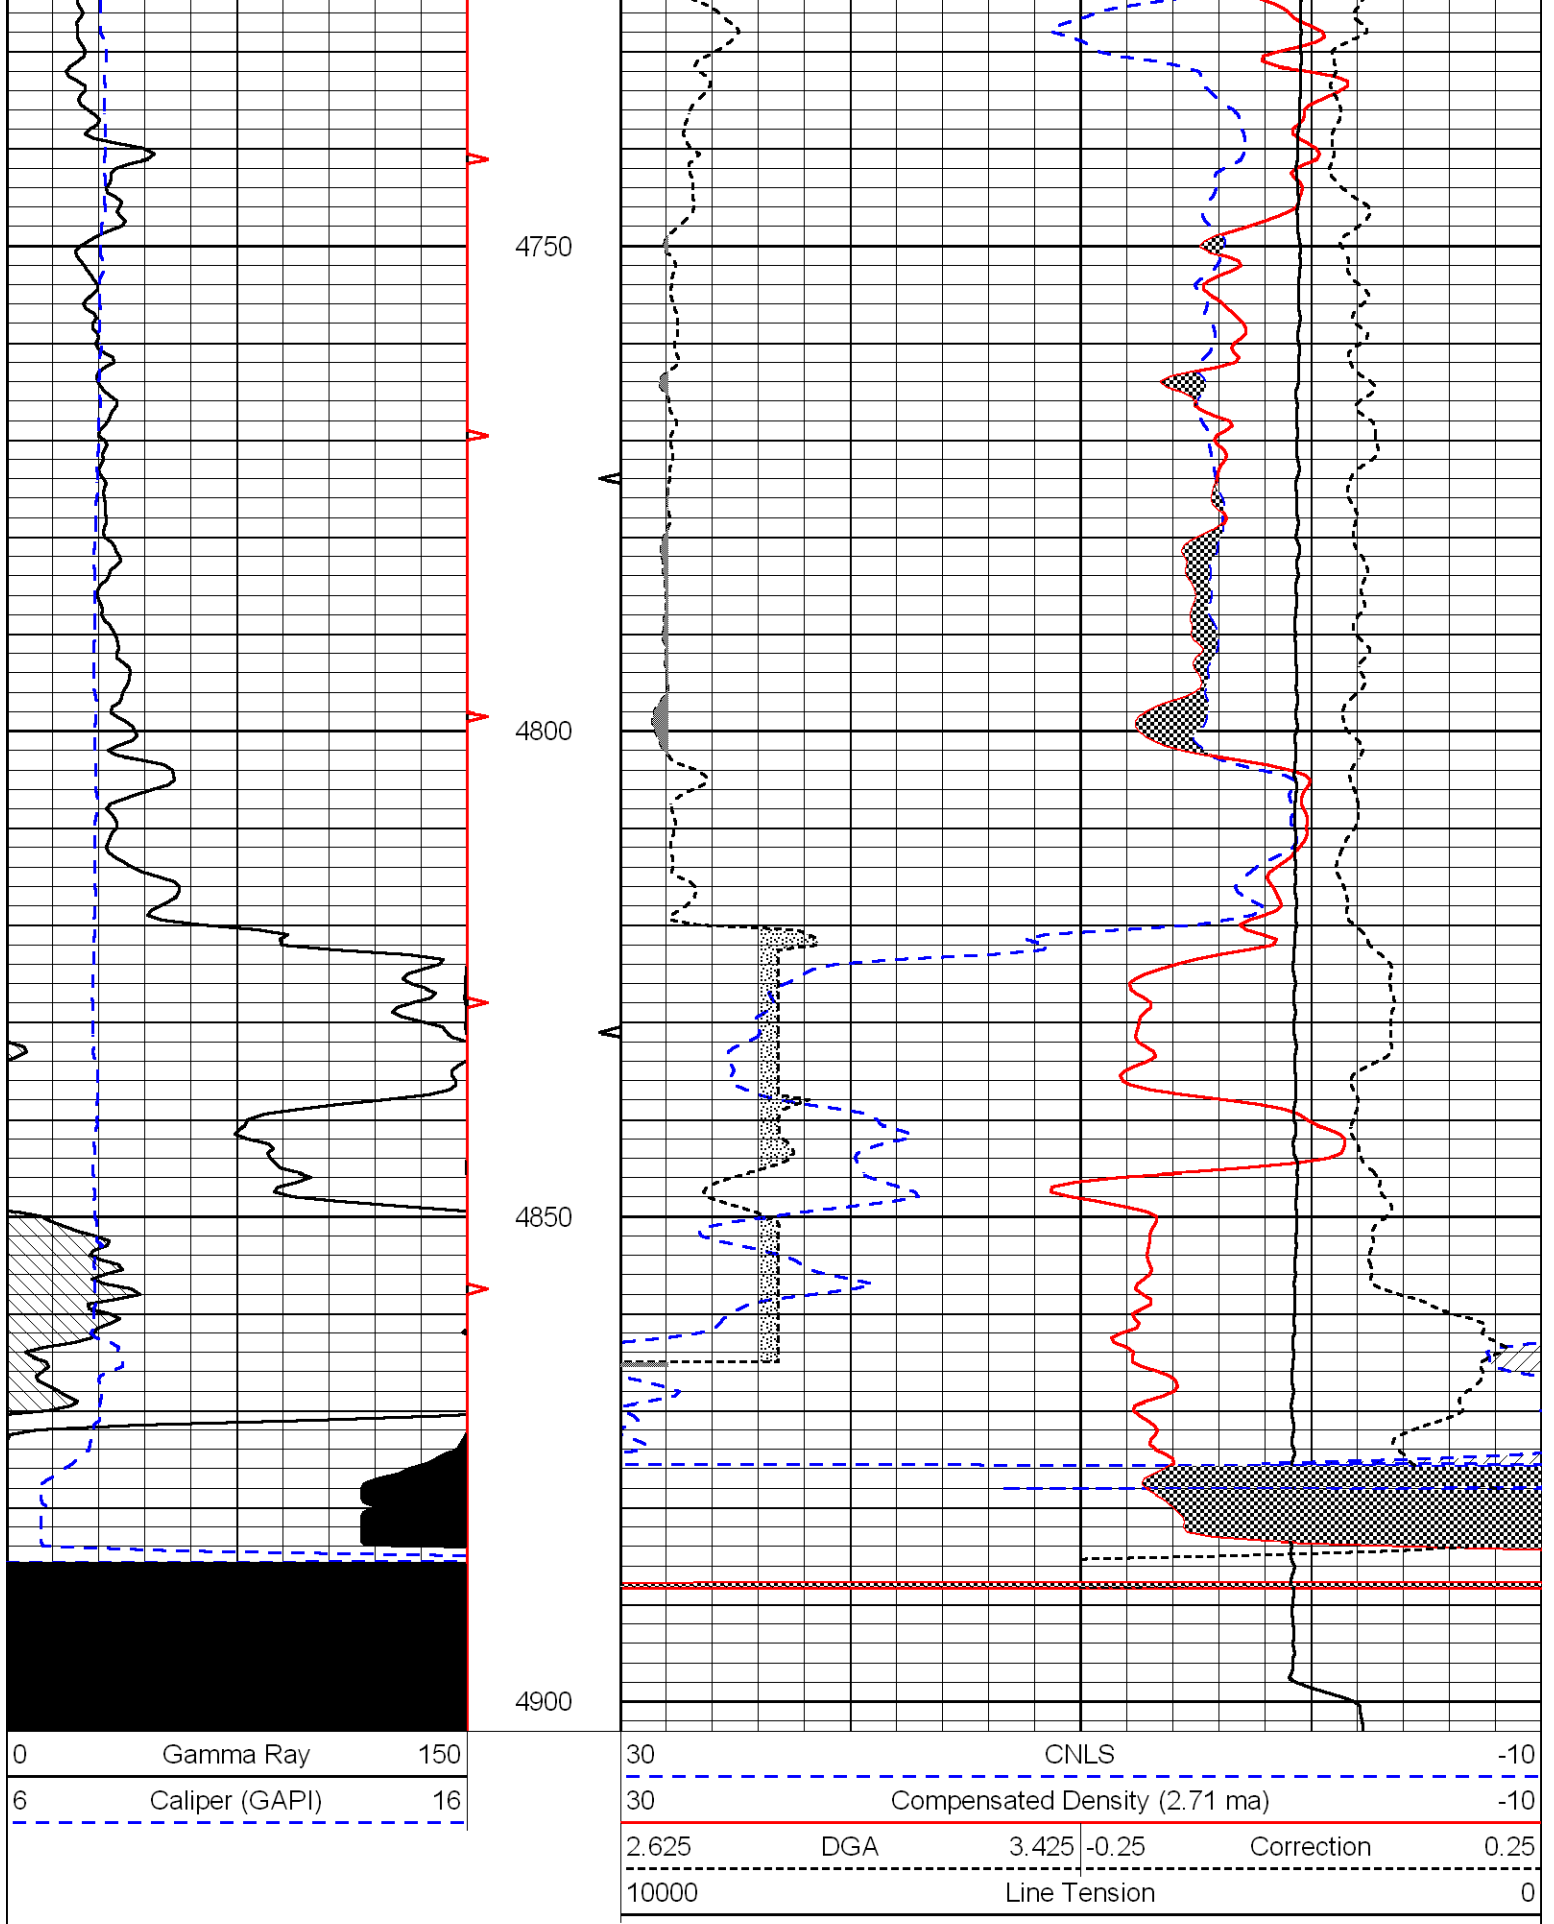 4750
4800
4850
4900
0 Gamma Ray 150
6 Caliper (GAPI) 16
30 CNLS -10
30 Compensated Density (2.71 ma) -10
2.625 DGA 3.425 -0.25 Correction 0.25
10000 Line Tension 0